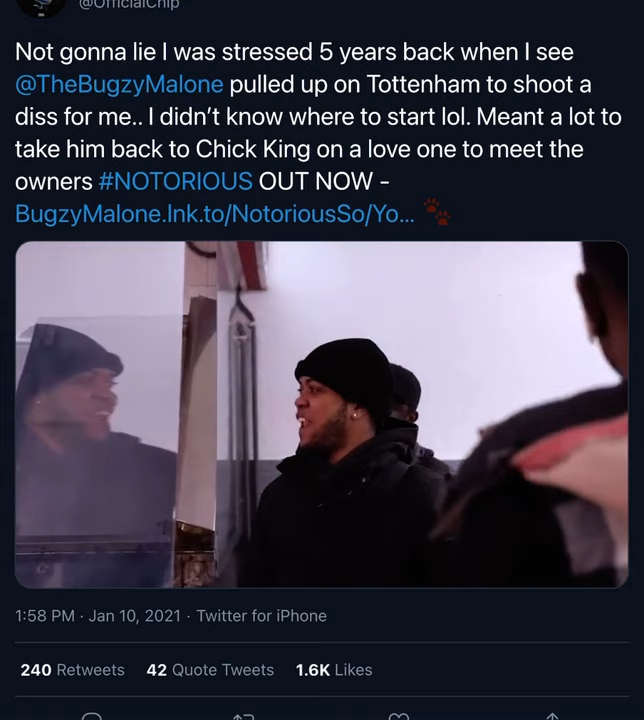 @OfficialChip
Not gonna lie I was stressed 5 years back when I see
@TheBugzyMalone pulled up on Tottenham to shoot a
diss for me.. I didn’t know where to start lol. Meant a lot to
take him back to Chick King on a love one to meet the
owners #NOTORIOUS OUT NOW -
BugzyMalone.lnk.to/NotoriousSo/Yo...
1:58 PM · Jan 10, 2021 · Twitter for iPhone
240 Retweets 42 Quote Tweets 1.6K Likes